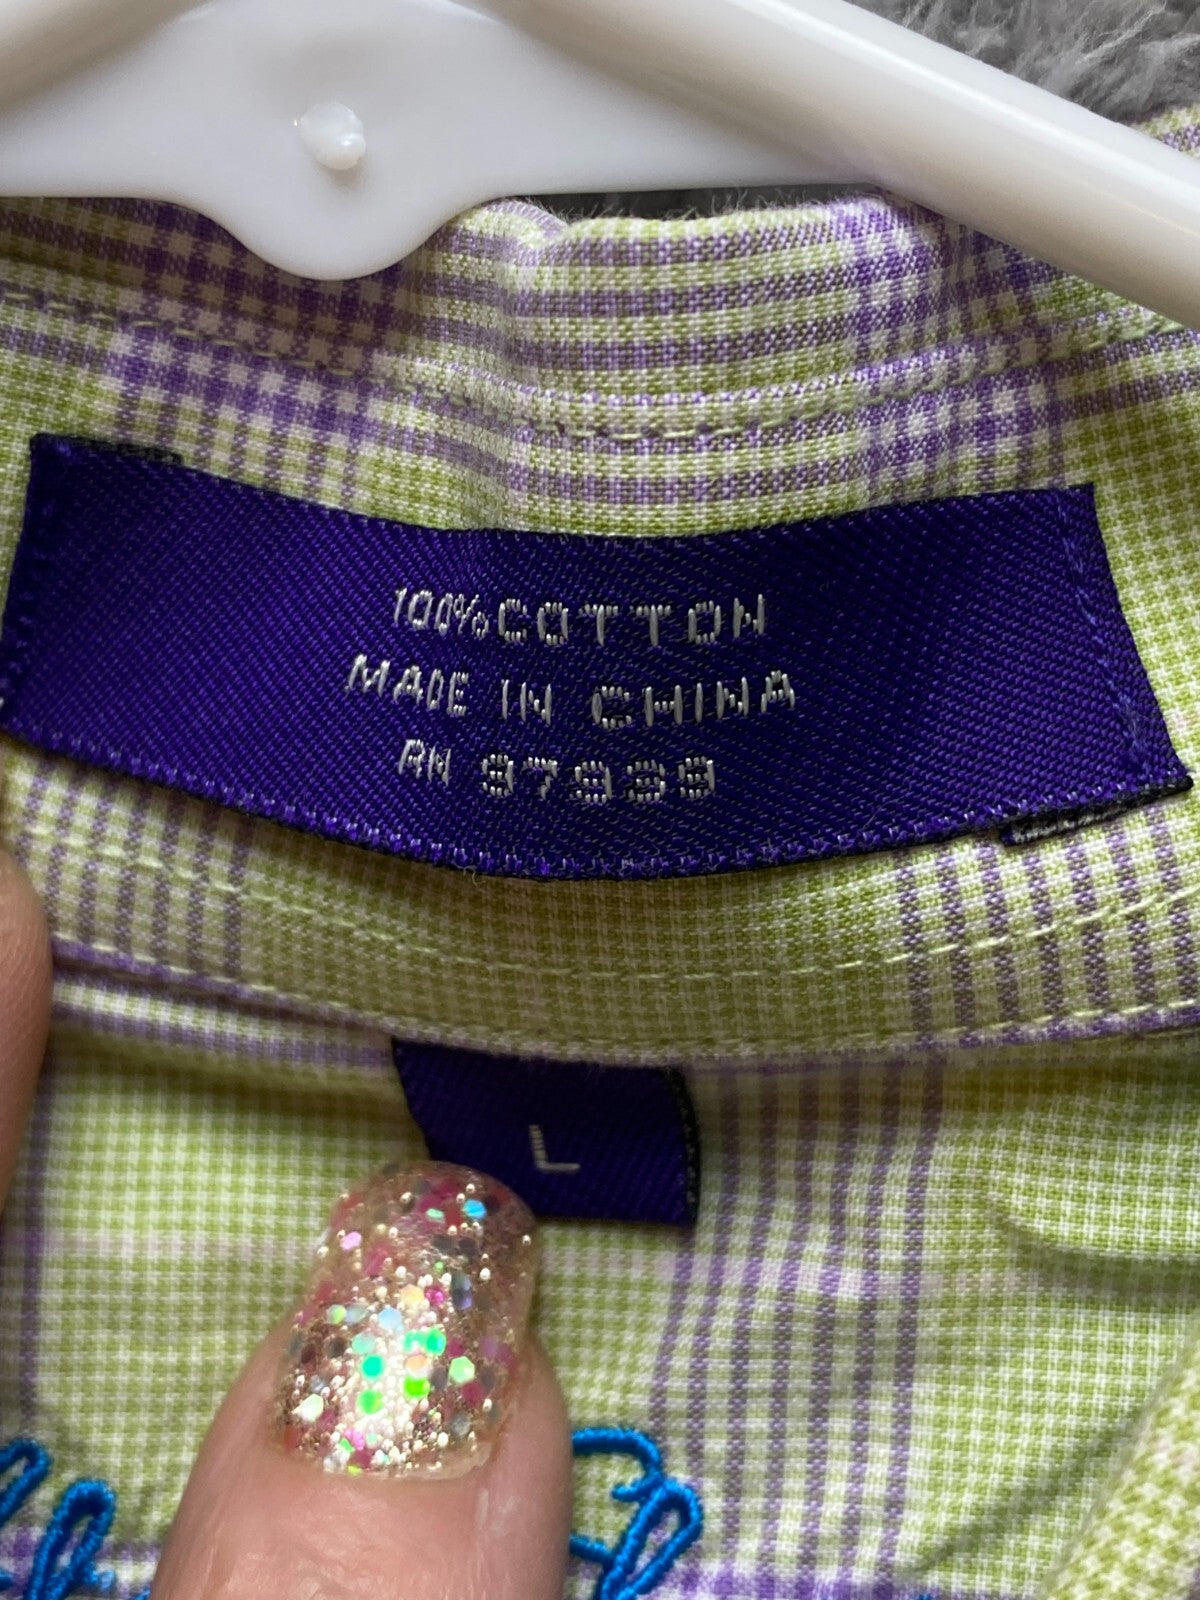 100% COTTON
MADE IN CHINA
RN 97939
L